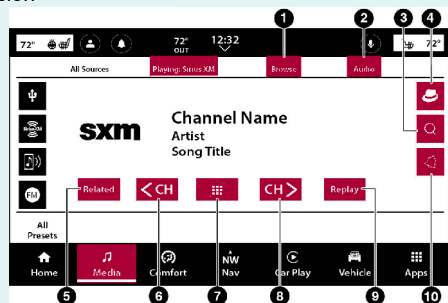 sion
1 2 3 4
72° 72° OUT 12:32 72°
All Sources Playing: Sirius XM Browse Audio
SiriusXM
FM
sxm
Channel Name
Artist
Song Title
Related <CH CH> Replay
All
Presets
Home Media Comfort NW Nav Car Play Vehicle Apps
5 6 7 8 9 10